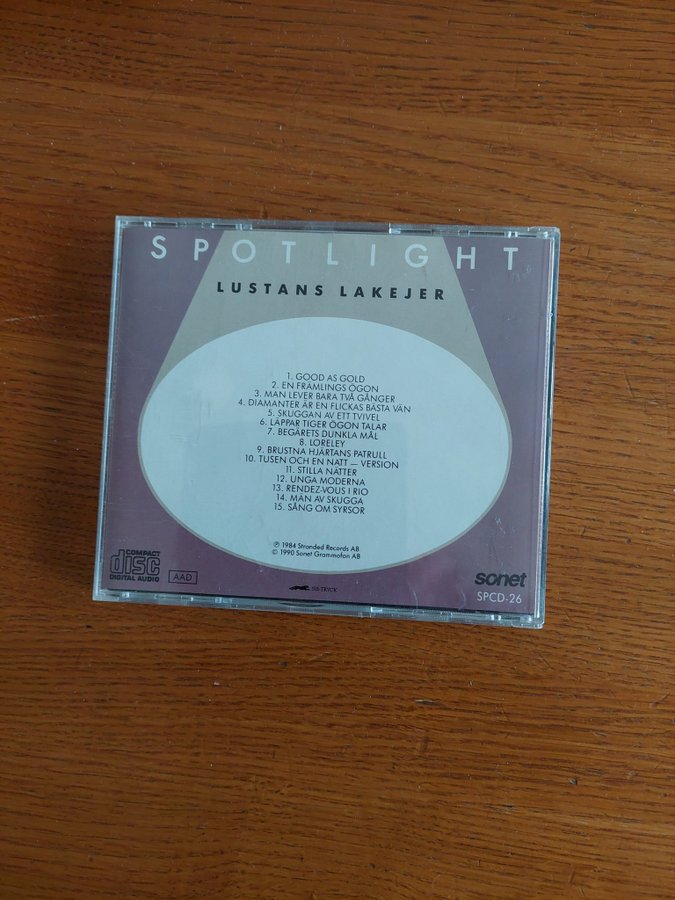 SPOTLIGHT
LUSTANS LAKEJER
1. GOOD AS GOLD
2. EN FRÄMLINGS ÖGON
3. MAN LEVER BARA TVÅ GÅNGER
4. DIAMANTER ÄR EN FLICKAS BÄSTA VÄN
5. SKUGGAN AV ETT TVIVEL
6. LÄPPAR TIGER ÖGON TALAR
7. BEGÄRETS DUNKLA MÅL
8. LORELEY
9. BRUSTNA HJÄRTANS PATRULL
10. TUSEN OCH EN NATT — VERSION
11. STILLA NÄTTER
12. UNGA MODERNA
13. RENDEZ-VOUS I RIO
14. MAN AV SKUGGA
15. SÅNG OM SYRSOR
℗ 1984 Stranded Records AB
© 1990 Sonet Grammofon AB
COMPACT
disc
DIGITAL AUDIO
AAD
SIB-TRYCK
sonet
SPCD-26